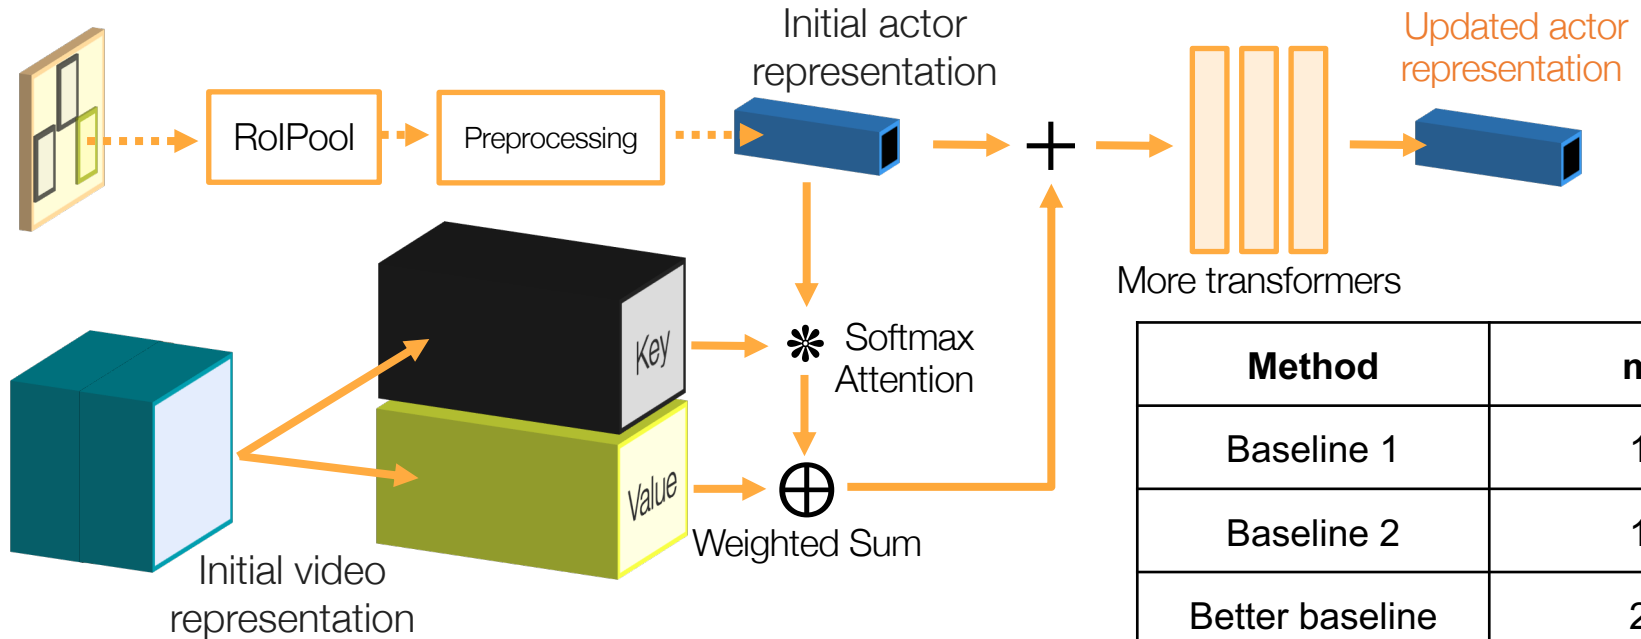 Initial actor
representation
Updated actor
representation
RoIPool
Preprocessing
More transformers
Key
Softmax
Attention
Value
Weighted Sum
Initial video
representation
Method
Baseline 1
Baseline 2
Better baseline